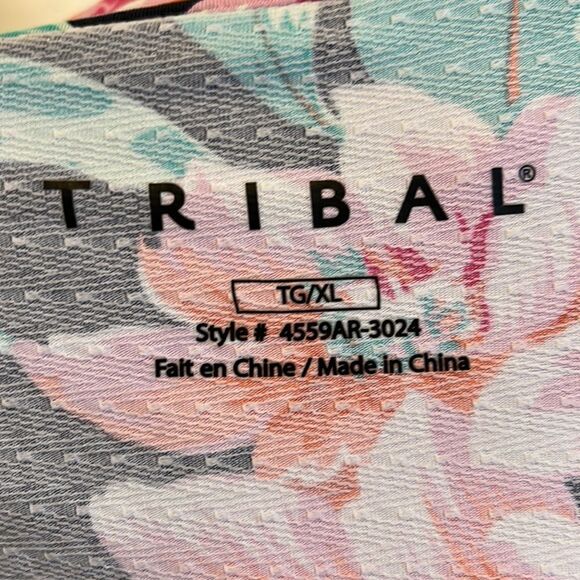 TRIBAL®
TG/XL
Style # 4559AR-3024
Fait en Chine / Made in China